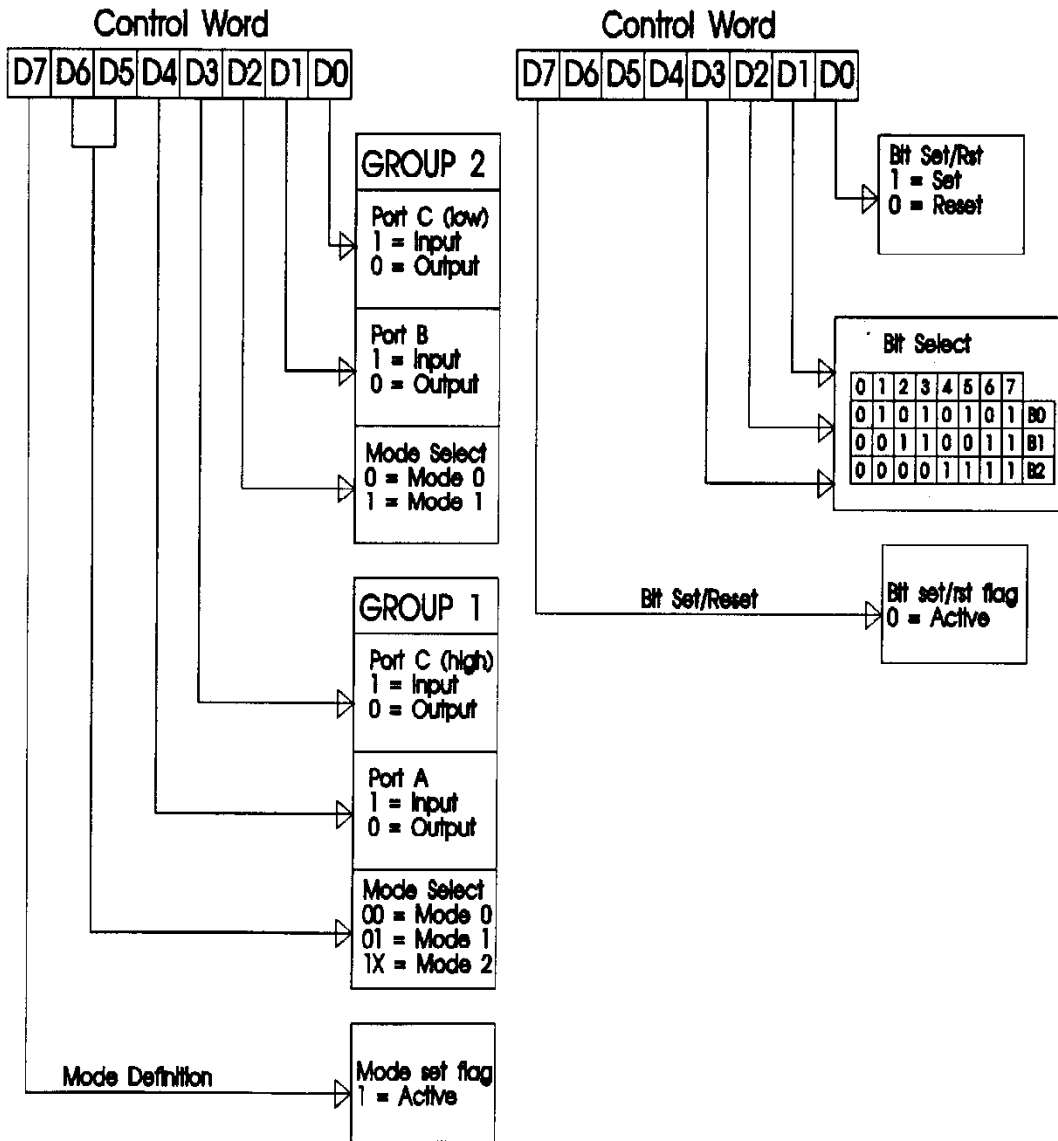 Control Word
D7 D6 D5 D4 D3 D2 D1 D0
GROUP 2
Port C (low)
1 = Input
0 = Output
Port B
1 = Input
0 = Output
Mode Select
0 = Mode 0
1 = Mode 1
GROUP 1
Port C (high)
1 = Input
0 = Output
Port A
1 = Input
0 = Output
Mode Select
00 = Mode 0
01 = Mode 1
1X = Mode 2
Mode Definition
Mode set flag
1 = Active
Control Word
D7 D6 D5 D4 D3 D2 D1 D0
Bit Set/Rst
1 = Set
0 = Reset
Bit Select
0 1 2 3 4 5 6 7
0 1 0 1 0 1 0 1 B0
0 0 1 1 0 0 1 1 B1
0 0 0 0 1 1 1 1 B2
Bit Set/Reset
Bit set/rst flag
0 = Active